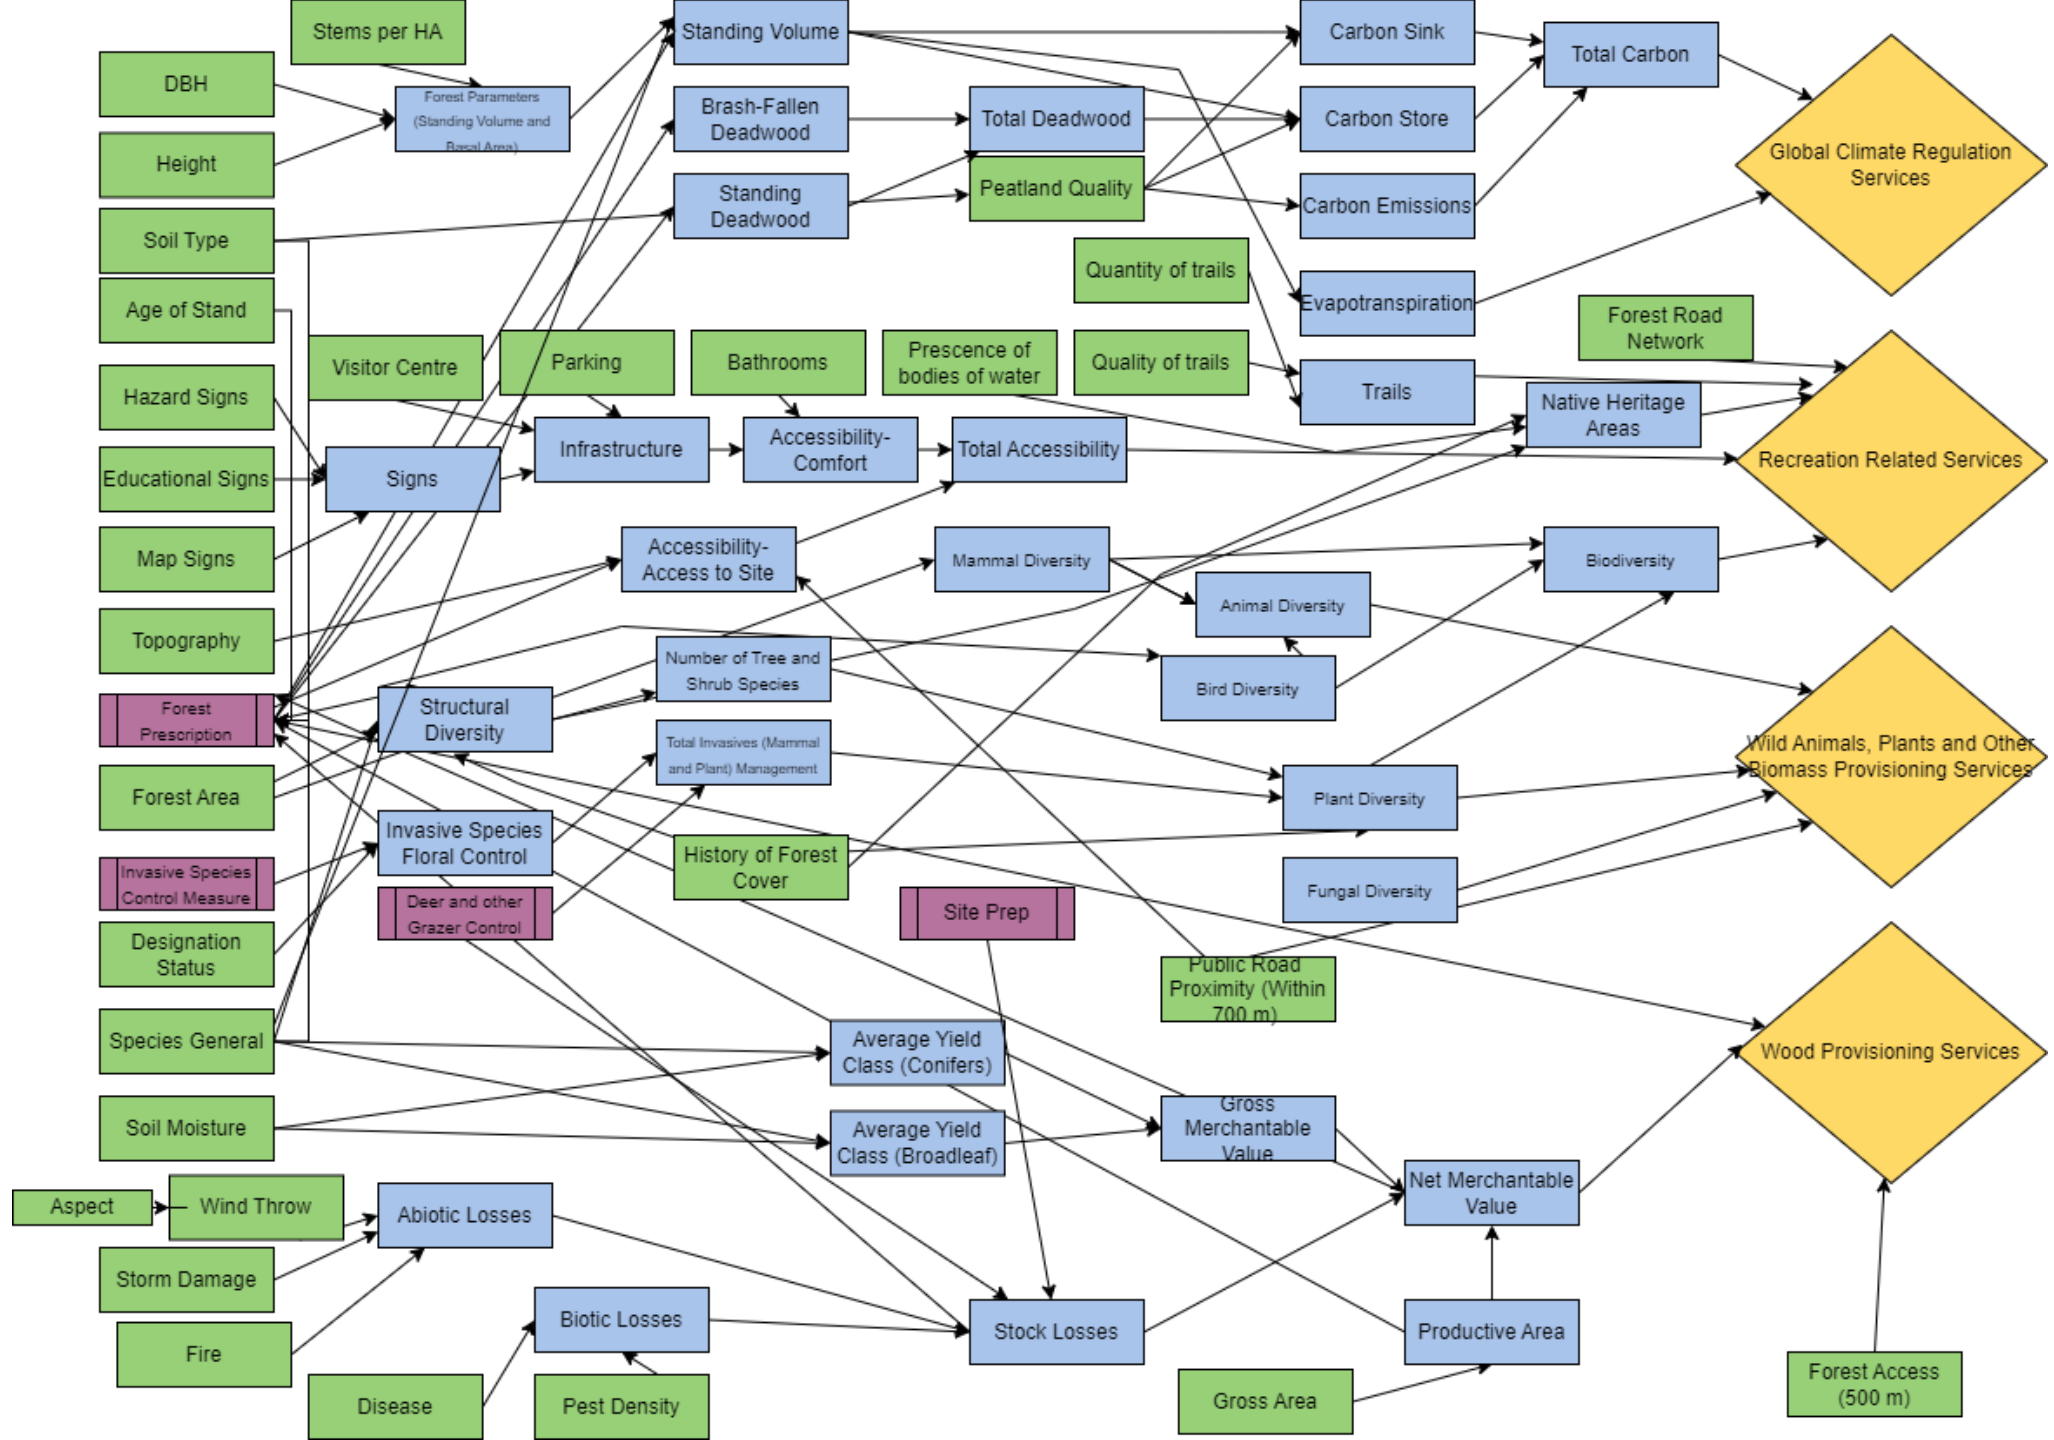 Stems per HA
Standing Volume
Carbon Sink
Total Carbon
DBH
Forest Parameters
(Standing Volume and
Basal Area)
Brash-Fallen
Deadwood
Total Deadwood
Carbon Store
Height
Global Climate Regulation
Services
Standing
Deadwood
Peatland Quality
Carbon Emissions
Soil Type
Quantity of trails
Evapotranspiration
Age of Stand
Forest Road
Network
Visitor Centre
Parking
Bathrooms
Prescence of
bodies of water
Quality of trails
Trails
Hazard Signs
Native Heritage
Areas
Infrastructure
Accessibility-
Comfort
Total Accessibility
Recreation Related Services
Educational Signs
Signs
Map Signs
Accessibility-
Access to Site
Mammal Diversity
Biodiversity
Animal Diversity
Topography
Number of Tree and
Shrub Species
Bird Diversity
Forest
Prescription
Structural
Diversity
Total Invasives (Mammal
and Plant) Management
Wild Animals, Plants and Other
Biomass Provisioning Services
Forest Area
Plant Diversity
Invasive Species
Floral Control
History of Forest
Cover
Invasive Species
Control Measure
Fungal Diversity
Deer and other
Grazer Control
Site Prep
Designation
Status
Public Road
Proximity (Within
700 m)
Species General
Average Yield
Class (Conifers)
Wood Provisioning Services
Soil Moisture
Average Yield
Class (Broadleaf)
Gross
Merchantable
Value
Net Merchantable
Value
Aspect
Wind Throw
Abiotic Losses
Storm Damage
Biotic Losses
Stock Losses
Productive Area
Fire
Disease
Pest Density
Gross Area
Forest Access
(500 m)